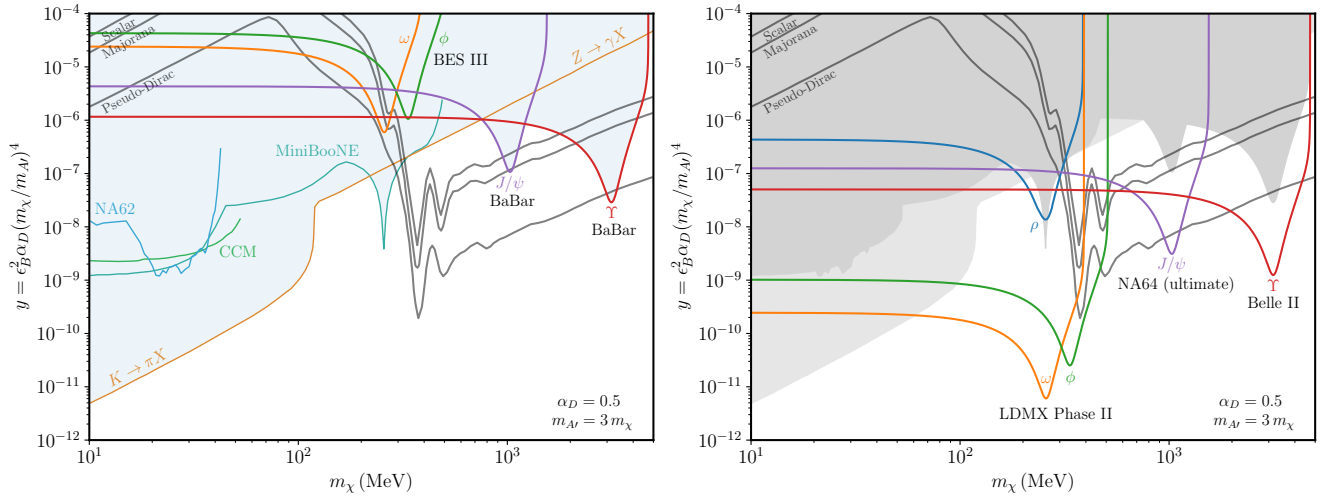 10⁻⁴
10⁻⁵
10⁻⁶
10⁻⁷
10⁻⁸
10⁻⁹
10⁻¹⁰
10⁻¹¹
10⁻¹²
y = ϵ_B² α_D (m_χ/m_A′)⁴
Scalar
Majorana
Pseudo-Dirac
ω
ϕ
BES III
Z → γX
MiniBooNE
NA62
CCM
J/ψ
BaBar
Υ
BaBar
K → πX
α_D = 0.5
m_A′ = 3 m_χ
10¹
10²
10³
m_χ (MeV)
10⁻⁴
10⁻⁵
10⁻⁶
10⁻⁷
10⁻⁸
10⁻⁹
10⁻¹⁰
10⁻¹¹
10⁻¹²
y = ϵ_B² α_D (m_χ/m_A′)⁴
Scalar
Majorana
Pseudo-Dirac
ρ
J/ψ
NA64 (ultimate)
Υ
Belle II
ω
ϕ
LDMX Phase II
α_D = 0.5
m_A′ = 3 m_χ
10¹
10²
10³
m_χ (MeV)